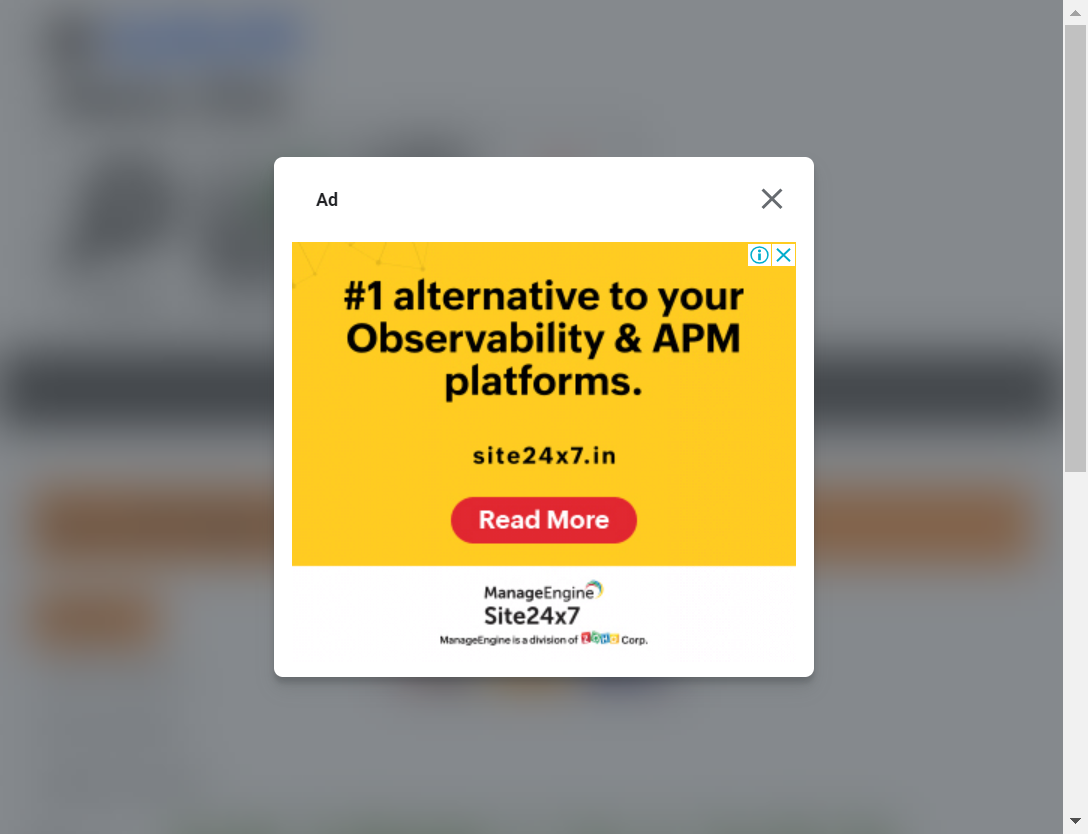 Ad
#1 alternative to your
Observability & APM
platforms.
site24x7.in
Read More
ManageEngine
Site24x7
ManageEngine is a division of ZOHO Corp.